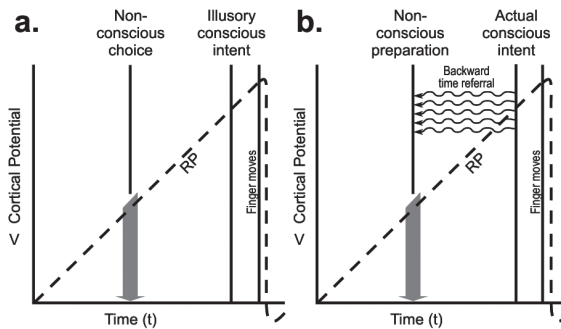 a.
Non-
conscious
choice
Illusory
conscious
intent
< Cortical Potential
RP
Finger moves
Time (t)
b.
Non-
conscious
preparation
Actual
conscious
intent
Backward
time referral
< Cortical Potential
RP
Finger moves
Time (t)